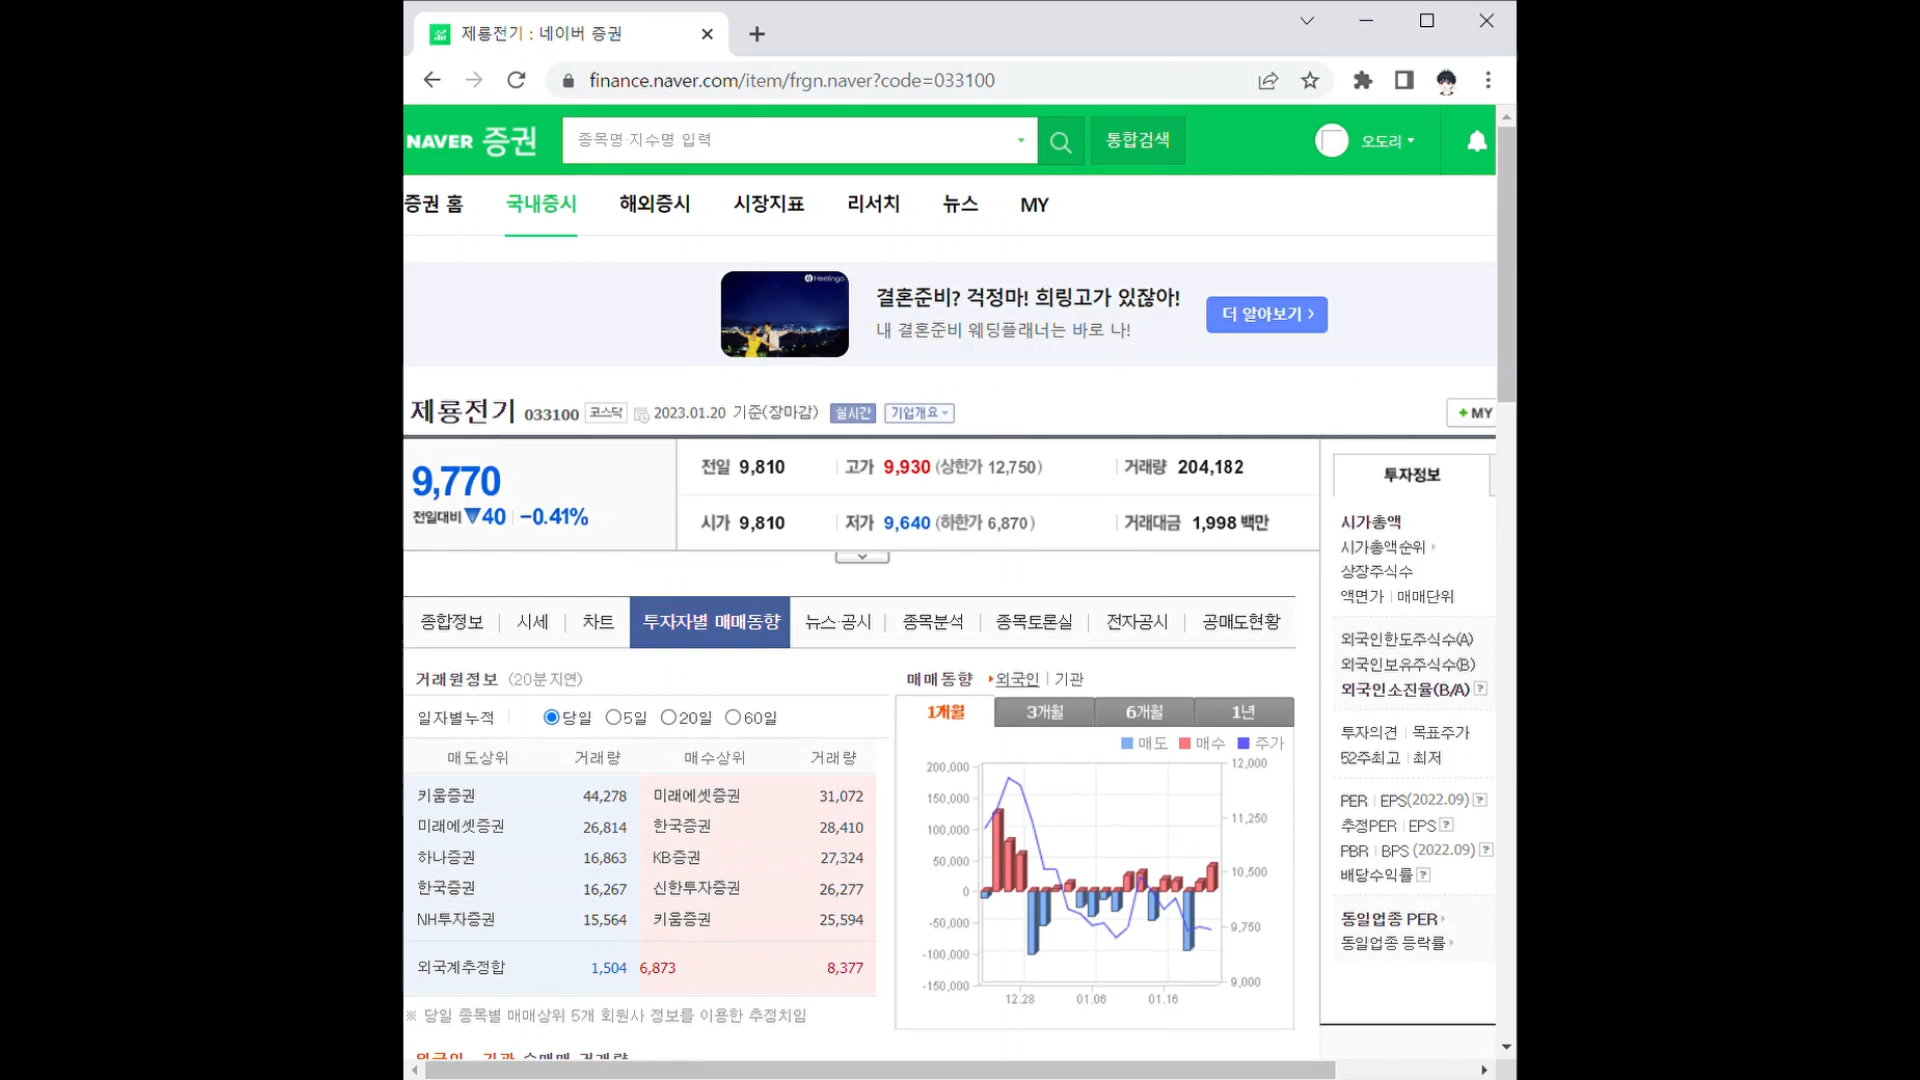 제룡전기 : 네이버 증권
finance.naver.com/item/frgn.naver?code=033100
NAVER 증권
종목명·지수명 입력
통합검색
오도리
증권 홈 국내증시 해외증시 시장지표 리서치 뉴스 MY
Heelingo
결혼준비? 걱정마! 희링고가 있잖아!
내 결혼준비 웨딩플래너는 바로 나!
더 알아보기 >
제룡전기 033100 코스닥 2023.01.20 기준(장마감) 실시간 기업개요
+ MY
9,770
전일대비 ▼40 | -0.41%
전일 9,810 고가 9,930 (상한가 12,750) 거래량 204,182
시가 9,810 저가 9,640 (하한가 6,870) 거래대금 1,998 백만
종합정보 시세 차트 투자자별 매매동향 뉴스·공시 종목분석 종목토론실 전자공시 공매도현황
거래원정보 (20분지연)
일자별누적 당일 5일 20일 60일
매도상위 거래량 매수상위 거래량
키움증권 44,278 미래에셋증권 31,072
미래에셋증권 26,814 한국증권 28,410
하나증권 16,863 KB증권 27,324
한국증권 16,267 신한투자증권 26,277
NH투자증권 15,564 키움증권 25,594
외국계추정합 1,504 6,873 8,377
※ 당일 종목별 매매상위 5개 회원사 정보를 이용한 추정치임
외국인 · 기관 순매매 거래량
매매동향 외국인 | 기관
1개월 3개월 6개월 1년
매도 매수 주가
200,000
150,000
100,000
50,000
0
-50,000
-100,000
-150,000
12,000
11,250
10,500
9,750
9,000
12.28 01.06 01.16
투자정보
시가총액
시가총액순위
상장주식수
액면가 | 매매단위
외국인한도주식수(A)
외국인보유주식수(B)
외국인소진율(B/A) ?
투자의견 | 목표주가
52주최고 | 최저
PER | EPS(2022.09) ?
추정PER | EPS ?
PBR | BPS (2022.09) ?
배당수익률 ?
동일업종 PER
동일업종 등락률